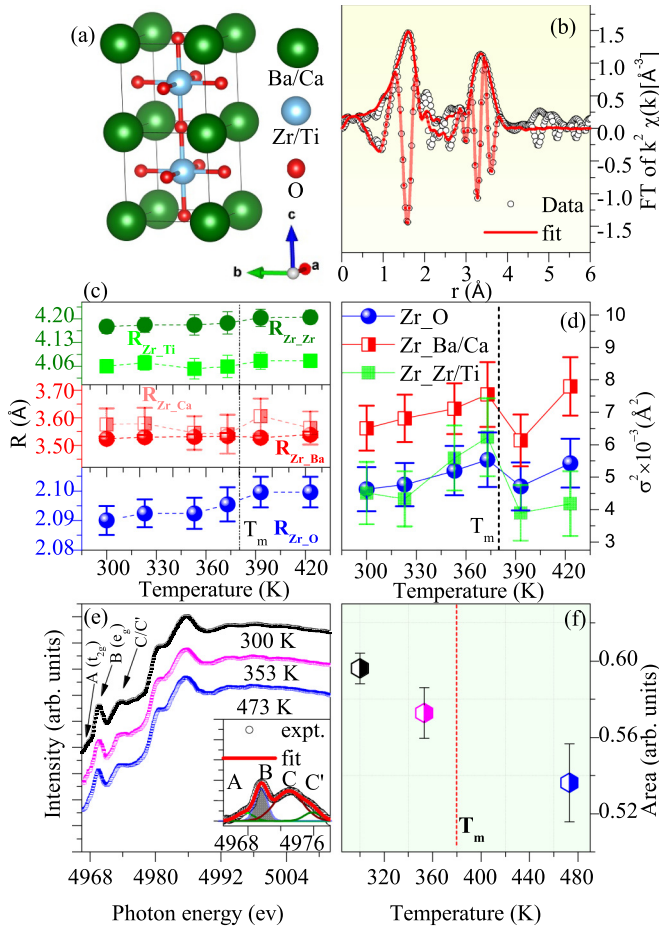 (a)
Ba/Ca
Zr/Ti
O
c
b
a
(b)
1.5
1.0
0.5
0.0
-0.5
-1.0
-1.5
FT of k² χ(k)[Å⁻³]
Data
fit
0 1 2 3 4 5 6
r (Å)
(c)
4.20
4.13
4.06
3.70
3.60
3.50
2.10
2.09
2.08
R (Å)
R_Zr_Ti
R_Zr_Zr
R_Zr_Ca
R_Zr_Ba
T_m
R_Zr_O
300 330 360 390 420
Temperature (K)
(d)
Zr_O
Zr_Ba/Ca
Zr_Zr/Ti
T_m
10
9
8
7
6
5
4
3
σ²×10⁻³(Å²)
300 330 360 390 420
Temperature (K)
(e)
A (t₂g)
B (e_g)
C/C'
300 K
353 K
473 K
expt.
fit
A
B
C
C'
4968 4976
Intensity (arb. units)
4968 4980 4992 5004
Photon energy (ev)
(f)
0.60
0.56
0.52
Area (arb. units)
T_m
320 360 400 440 480
Temperature (K)